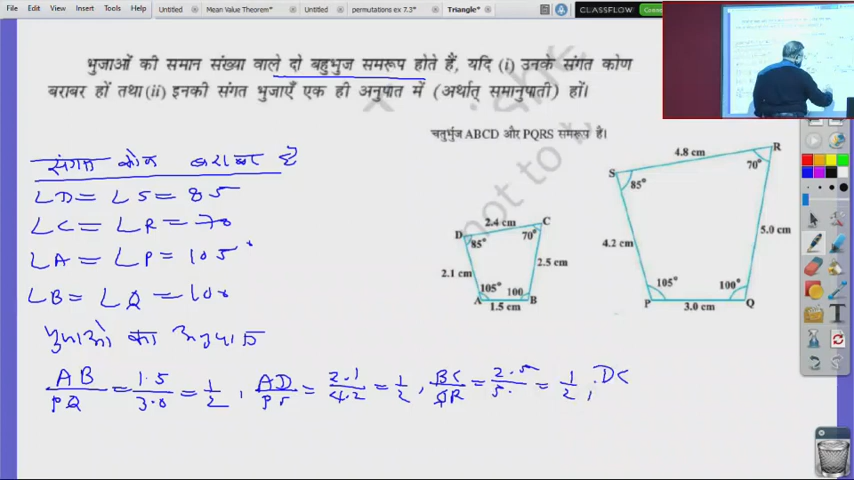 File Edit View Insert Tools Help
Untitled × Mean Value Theorem* × Untitled × permutations ex 7.3* × Triangle* × CLASSFLOW
भुजाओं की समान संख्या वाले दो बहुभुज समरूप होते हैं, यदि (i) उनके संगत कोण
बराबर हों तथा (ii) इनकी संगत भुजाएँ एक ही अनुपात में (अर्थात् समानुपाती) हों।
चतुर्भुज ABCD और PQRS समरूप है।
not to
संगत कोण बराबर है
∠D = ∠S = 85
∠C = ∠R = 70
∠A = ∠P = 105°
∠B = ∠Q = 100
भुजाओं का अनुपात
AB/PQ = 1.5/3.0 = 1/2, AD/PS = 2.1/4.2 = 1/2, BC/QR = 2.5/5. = 1/2, DC
D 2.4 cm C
85° 70°
2.1 cm 2.5 cm
105° 100
A 1.5 cm B
S 4.8 cm R
85° 70°
4.2 cm 5.0 cm
105° 100°
P 3.0 cm Q